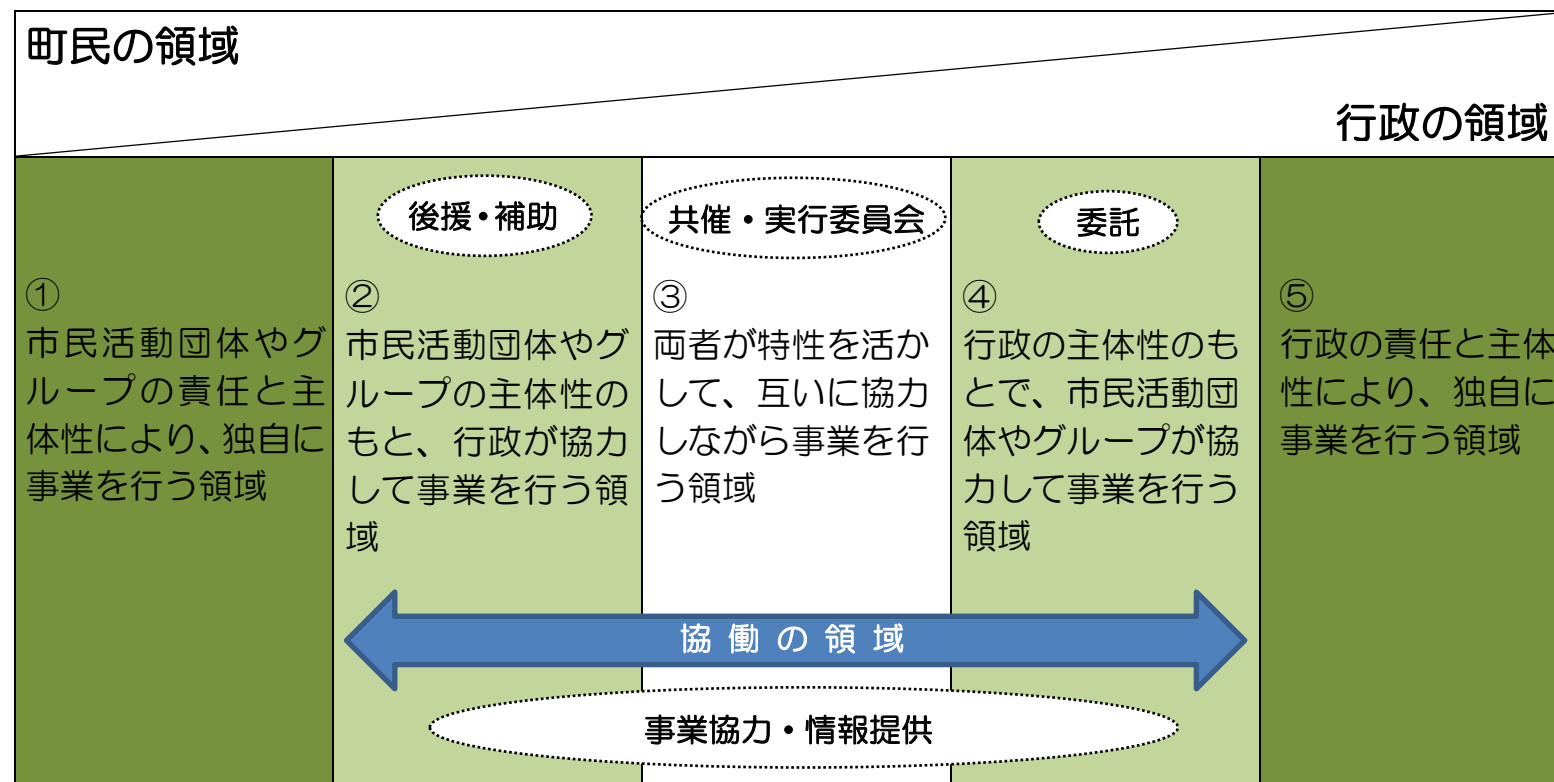 町民の領域
行政の領域
①
市民活動団体やグ
ループの責任と主
体性により、独自に
事業を行う領域
後援・補助
②
市民活動団体やグ
ループの主体性の
もと、行政が協力
して事業を行う領
域
共催・実行委員会
③
両者が特性を活か
して、互いに協力
しながら事業を行
う領域
委託
④
行政の主体性のも
とで、市民活動団
体やグループが協
力して事業を行う
領域
⑤
行政の責任と主体
性により、独自に
事業を行う領域
協働の領域
事業協力・情報提供